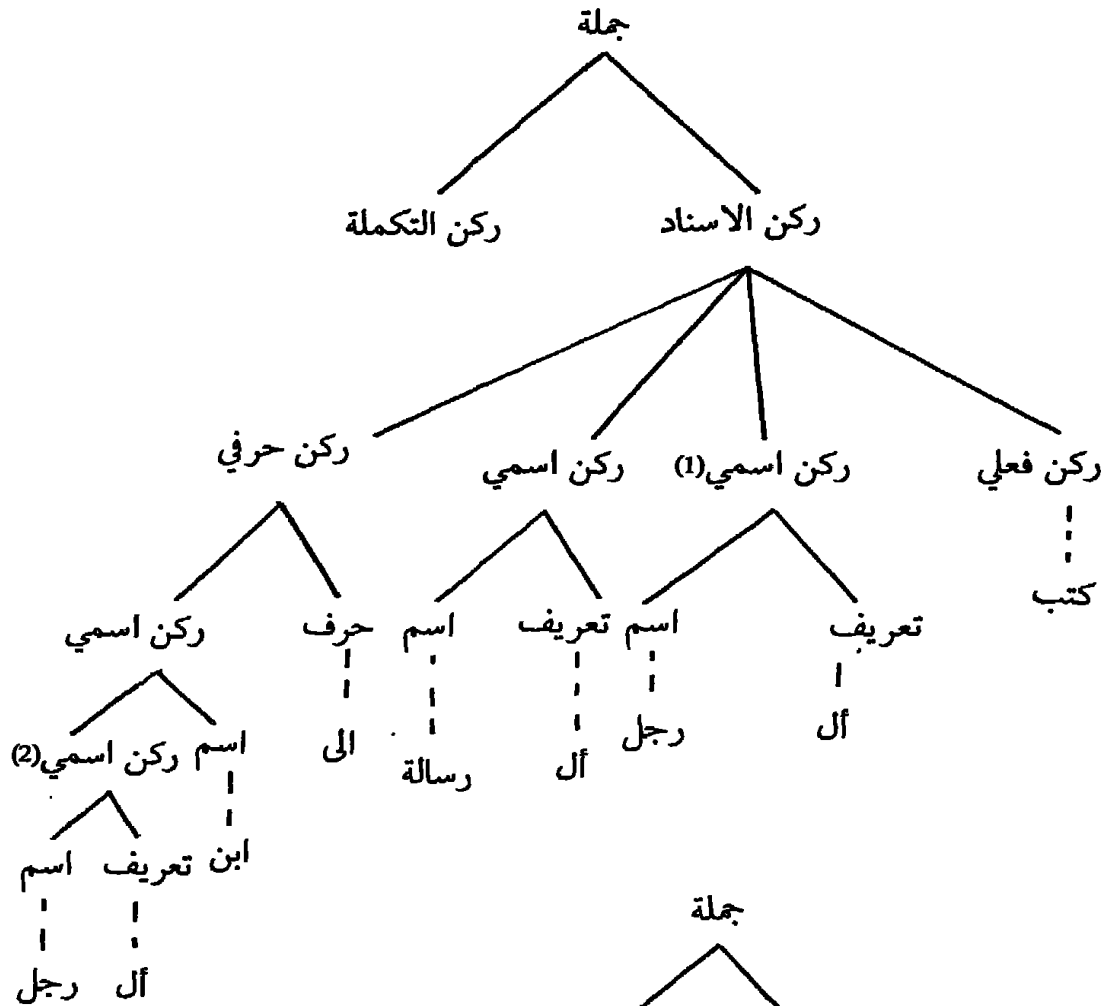 جملة
ركن الاسناد ركن التكملة
ركن فعلي ركن اسمي(1) ركن اسمي ركن حرفي
كتب تعريف اسم تعريف اسم حرف ركن اسمي
أل رجل أل رسالة الى اسم ركن اسمي(2)
ابن تعريف اسم
أل رجل
جملة